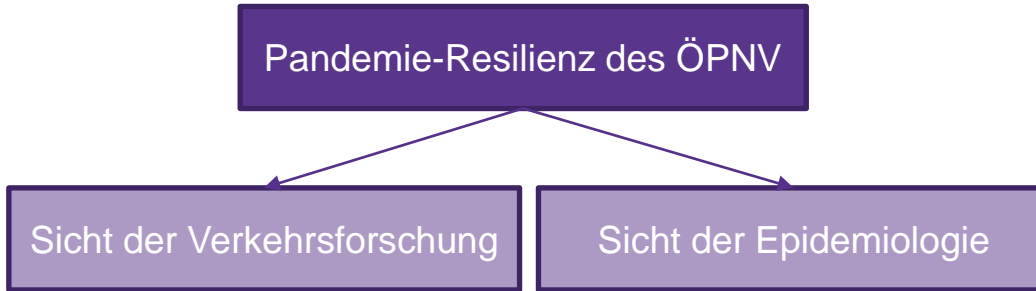 Pandemie-Resilienz des ÖPNV
Sicht der Verkehrsforschung
Sicht der Epidemiologie